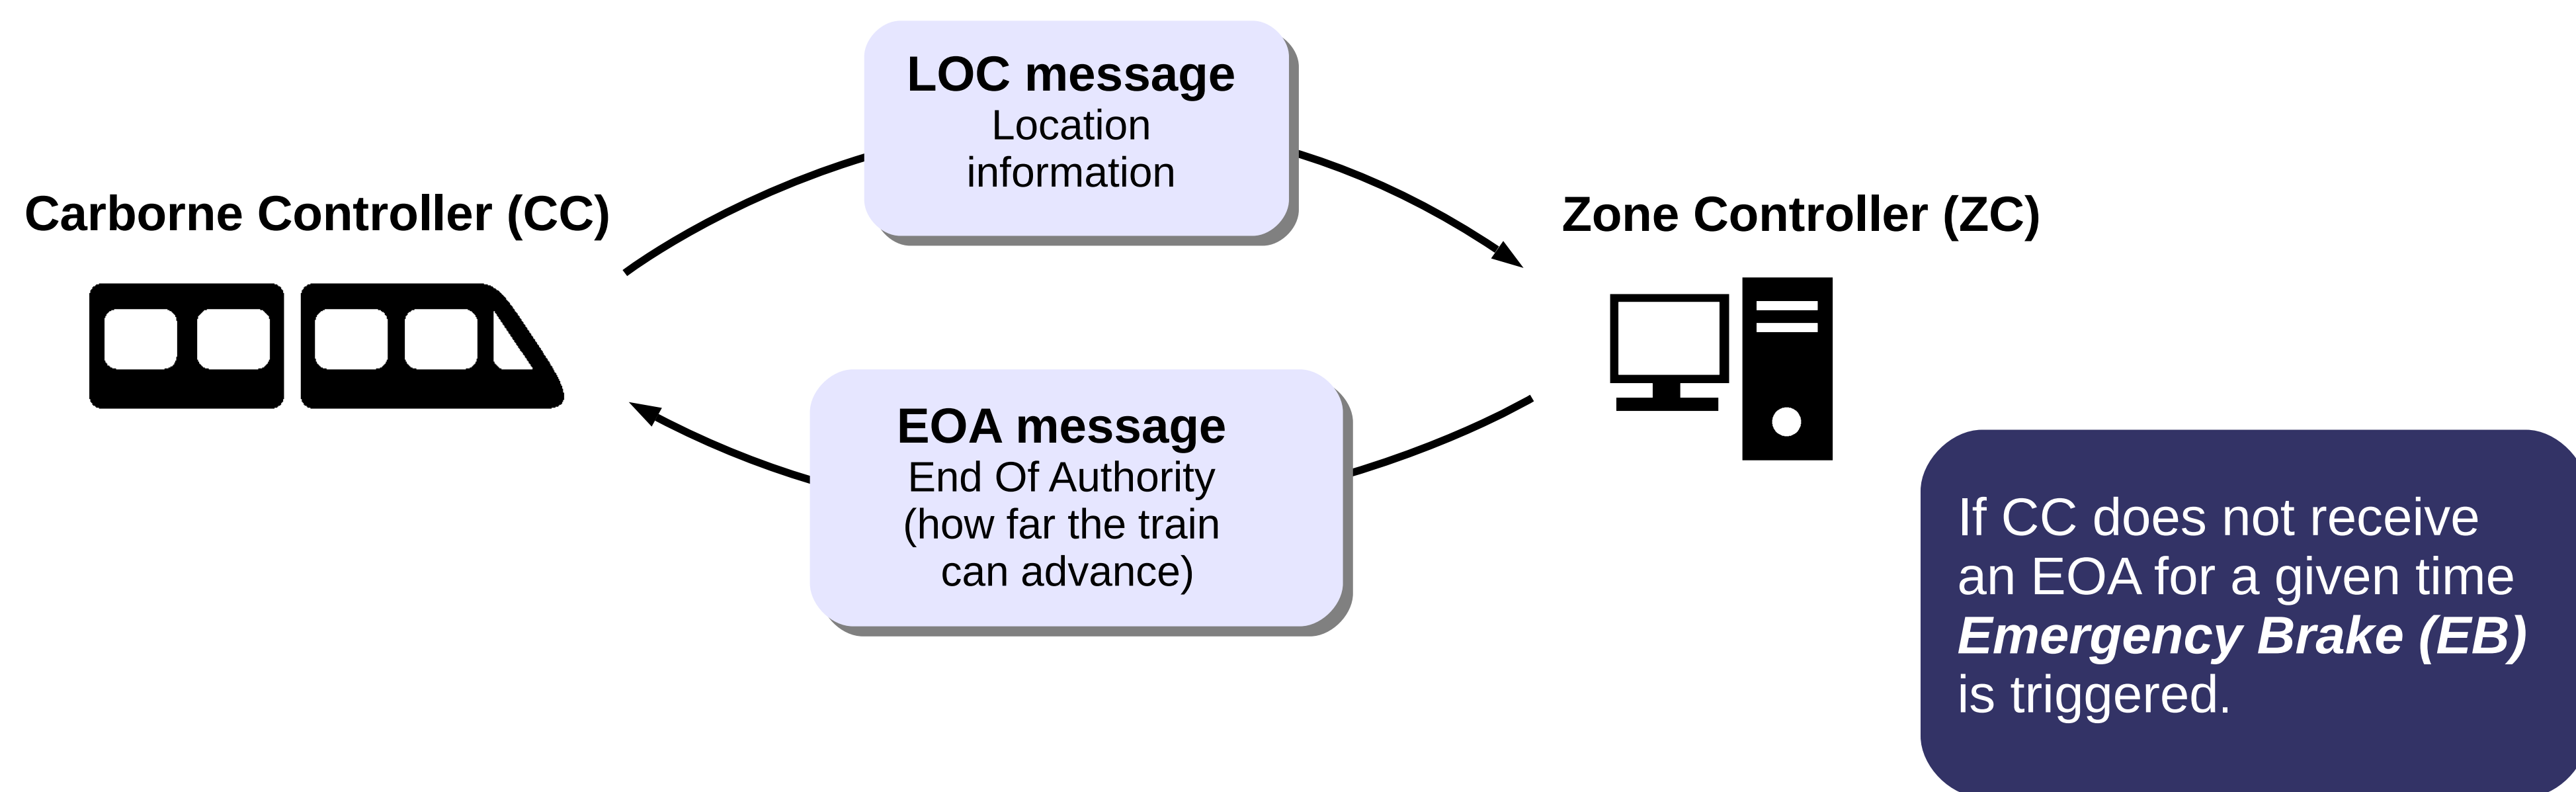 LOC message
Location
information
Carborne Controller (CC)
Zone Controller (ZC)
EOA message
End Of Authority
(how far the train
can advance)
If CC does not receive
an EOA for a given time
Emergency Brake (EB)
is triggered.